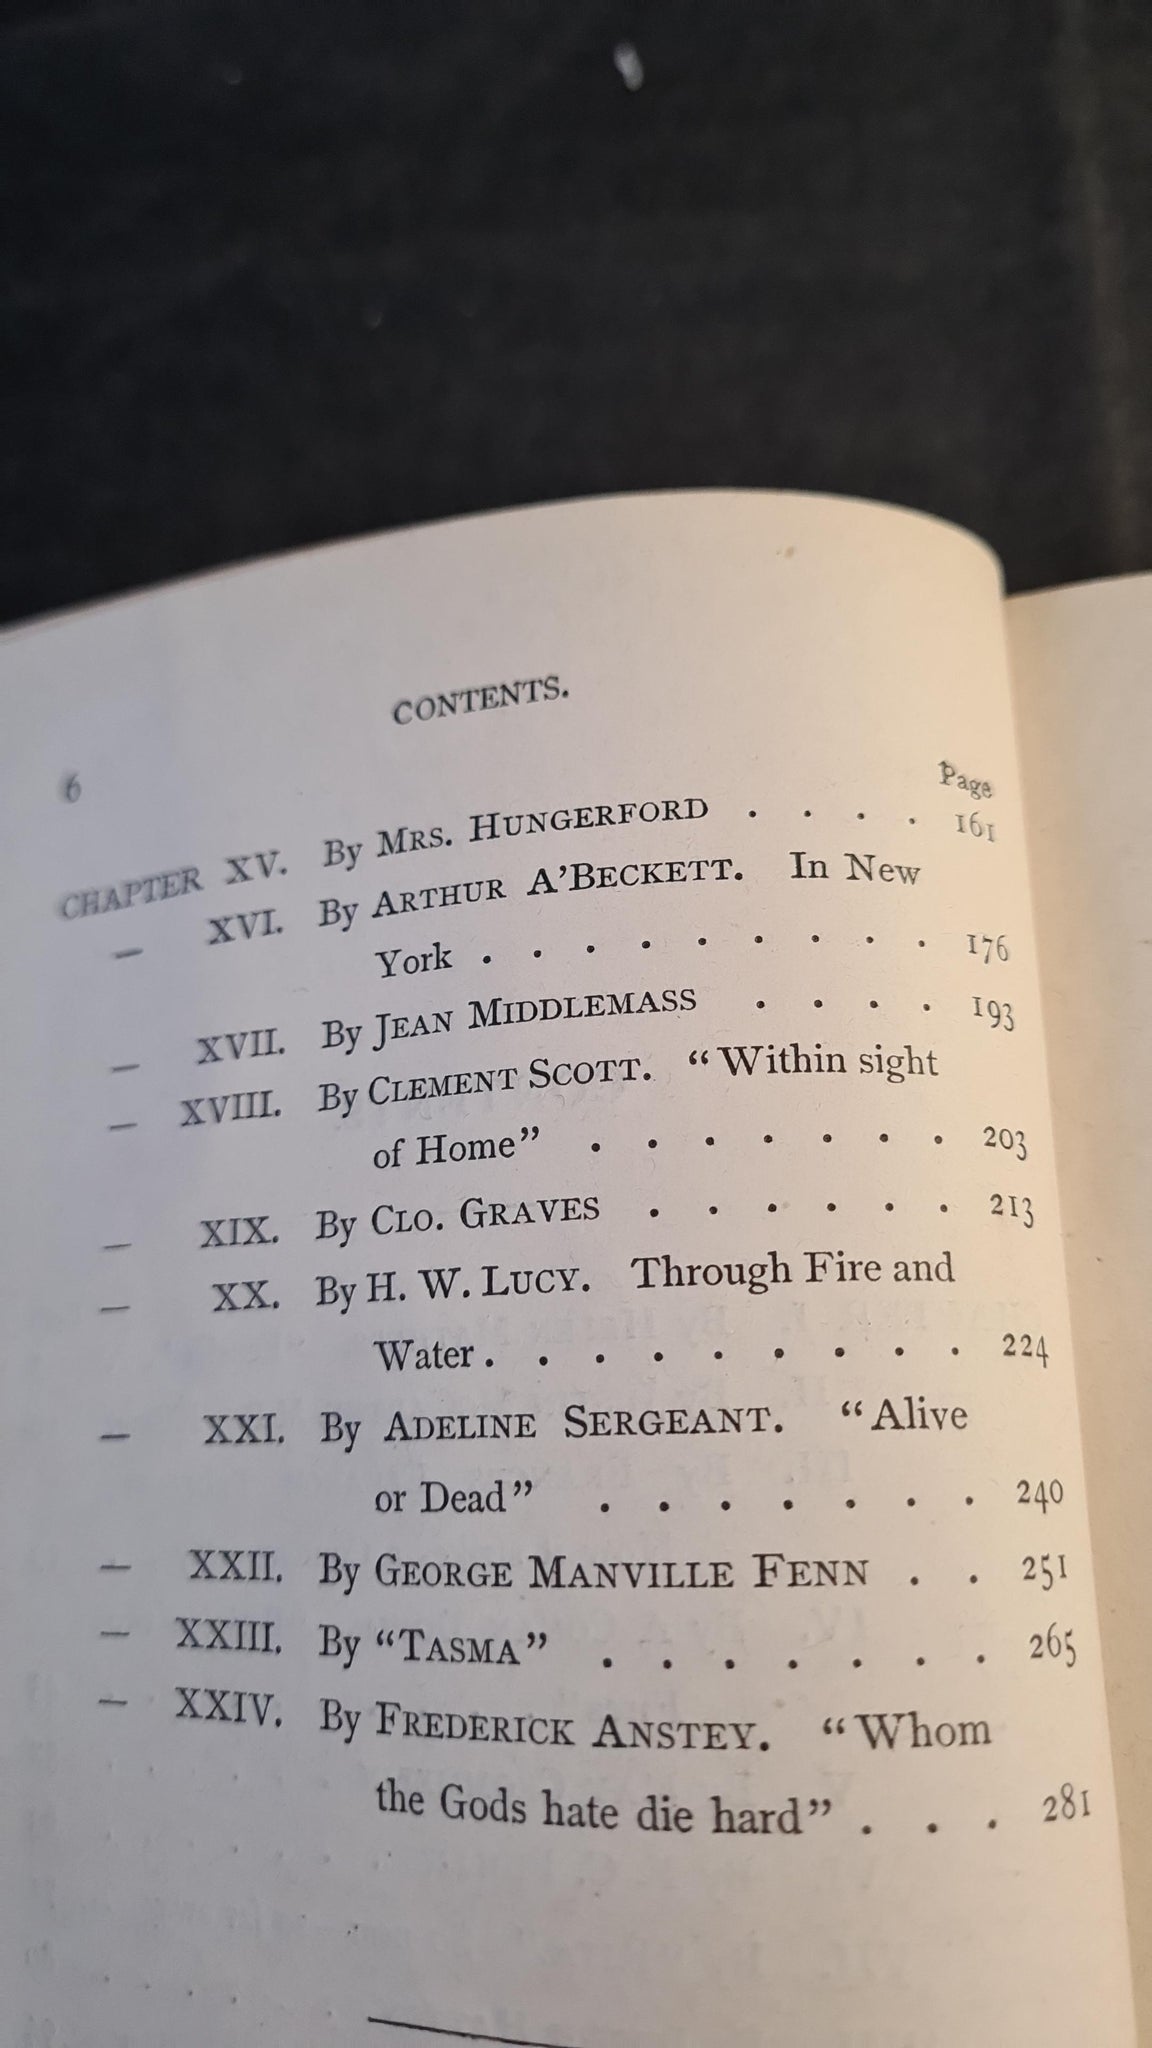 CONTENTS.
6
Page
CHAPTER XV. By MRS. HUNGERFORD . . . . 161
— XVI. By ARTHUR A'BECKETT. In New
York . . . . . . . . . 176
— XVII. By JEAN MIDDLEMASS . . . . 193
— XVIII. By CLEMENT SCOTT. “Within sight
of Home” . . . . . . . 203
— XIX. By CLO. GRAVES . . . . . . 213
— XX. By H. W. LUCY. Through Fire and
Water . . . . . . . . . 224
— XXI. By ADELINE SERGEANT. “Alive
or Dead” . . . . . . . 240
— XXII. By GEORGE MANVILLE FENN . . 251
— XXIII. By “TASMA” . . . . . . . 265
— XXIV. By FREDERICK ANSTEY. “Whom
the Gods hate die hard” . . . 281